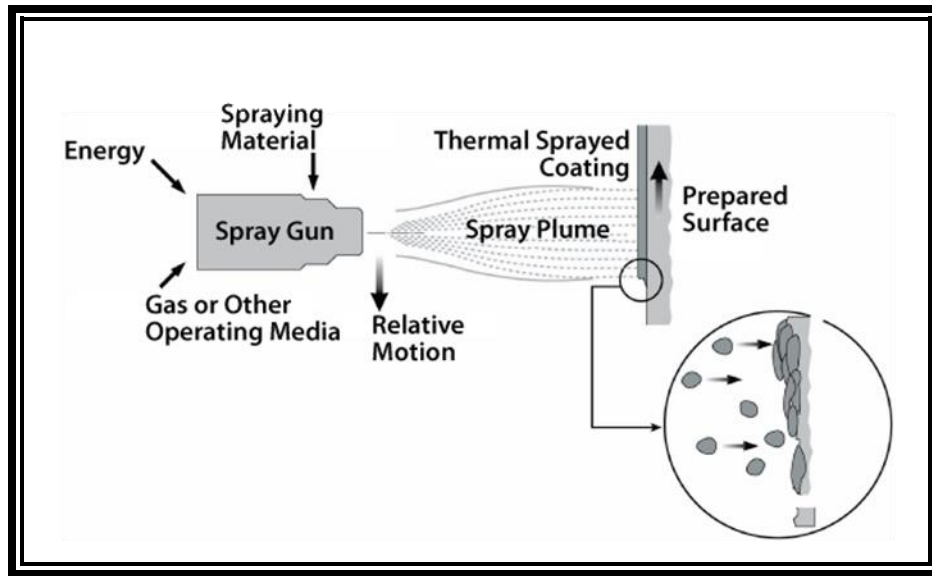 Spraying
Material
Energy
Thermal Sprayed
Coating
Prepared
Surface
Spray Gun
Spray Plume
Gas or Other
Operating Media
Relative
Motion